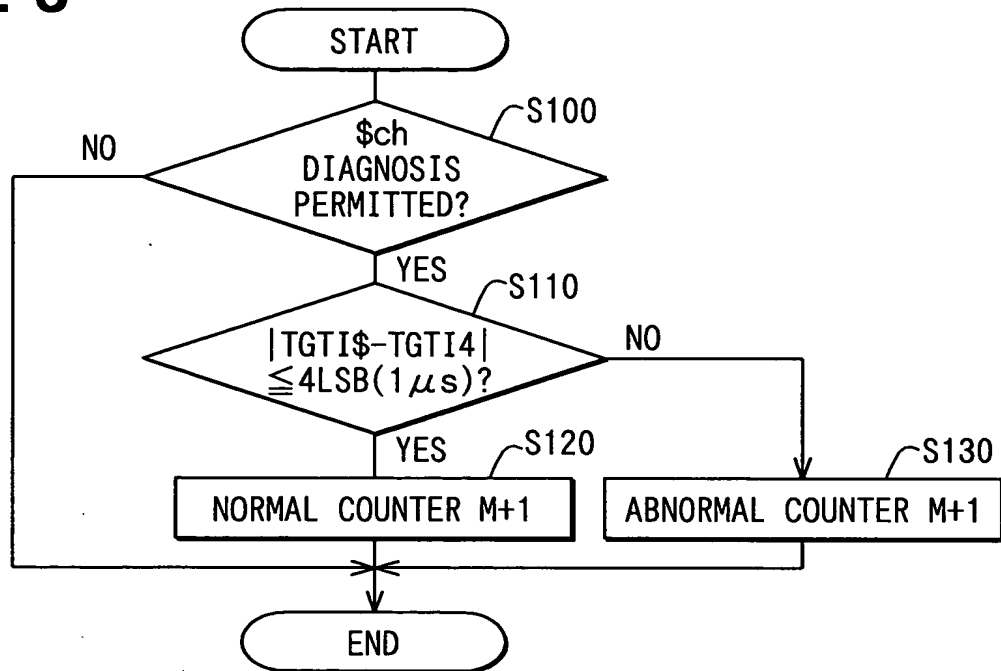 START
S100
NO
$ch
DIAGNOSIS
PERMITTED?
YES
S110
|TGTI$-TGTI4|
≦4LSB(1μs)?
NO
YES
S120
S130
NORMAL COUNTER M+1
ABNORMAL COUNTER M+1
END